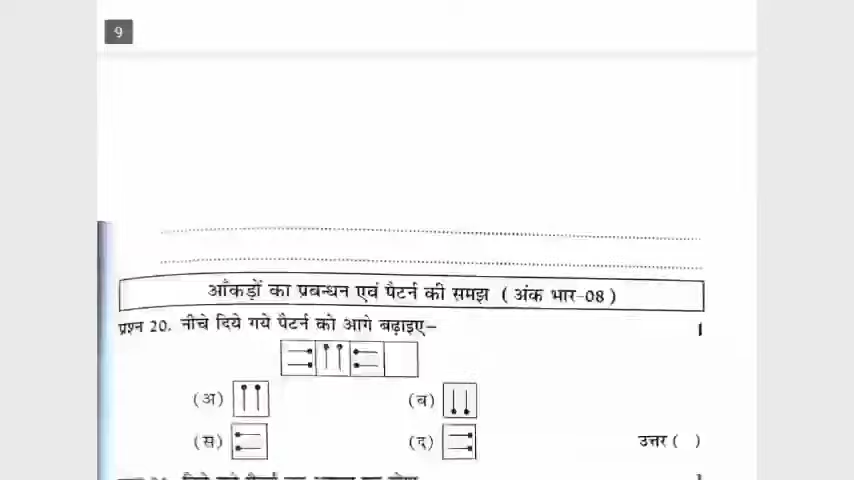 9
आँकड़ों का प्रबन्धन एवं पैटर्न की समझ ( अंक भार-08 )
प्रश्न 20. नीचे दिये गये पैटर्न को आगे बढ़ाइए– 1
(अ) (ब)
(स) (द) उत्तर ( )